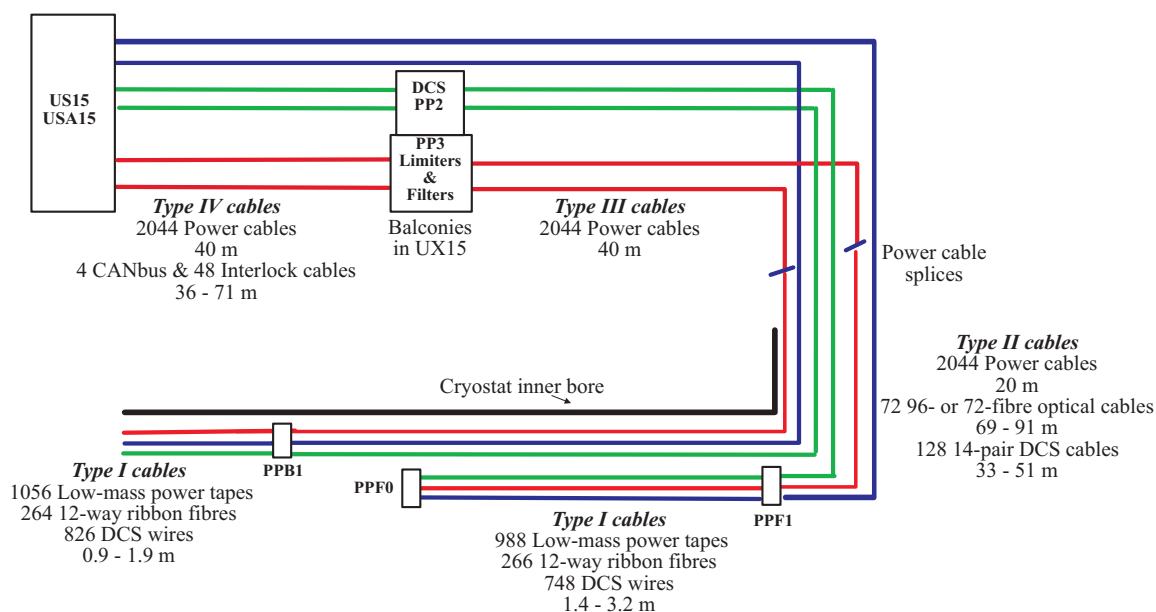 US15
USA15
DCS
PP2
PP3
Limiters
&
Filters
Balconies
in UX15
Type IV cables
2044 Power cables
40 m
4 CANbus & 48 Interlock cables
36 - 71 m
Type III cables
2044 Power cables
40 m
Power cable
splices
Type II cables
2044 Power cables
20 m
72 96- or 72-fibre optical cables
69 - 91 m
128 14-pair DCS cables
33 - 51 m
Cryostat inner bore
PPB1
Type I cables
1056 Low-mass power tapes
264 12-way ribbon fibres
826 DCS wires
0.9 - 1.9 m
PPF0
PPF1
Type I cables
988 Low-mass power tapes
266 12-way ribbon fibres
748 DCS wires
1.4 - 3.2 m